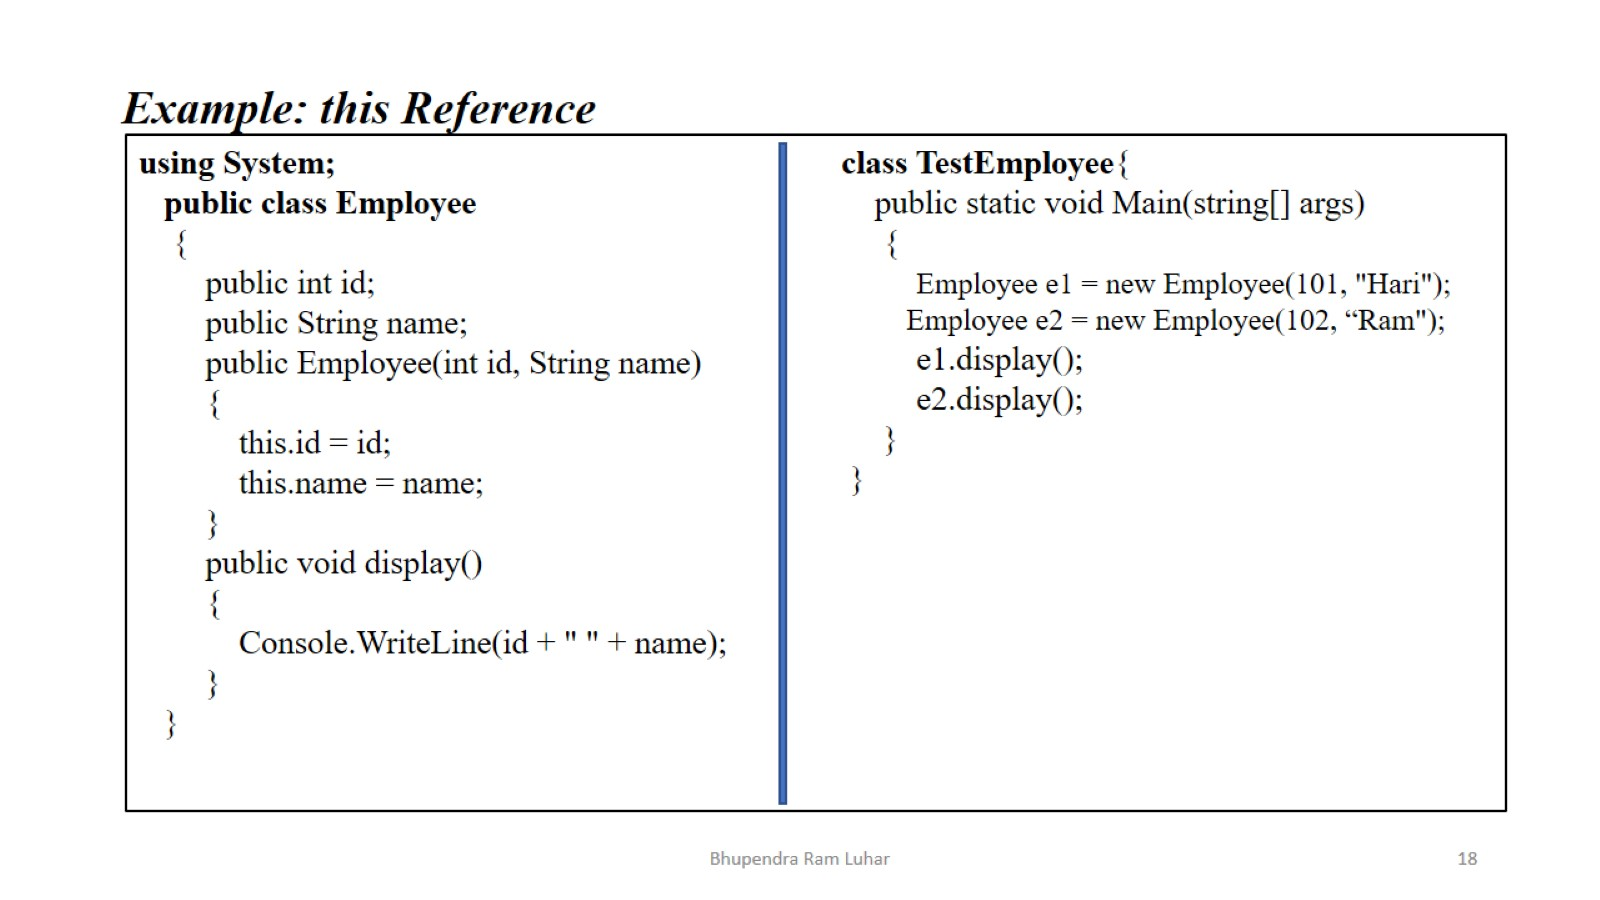 Example: this Reference
using System;
public class Employee
{
public int id;
public String name;
public Employee(int id, String name)
{
this.id = id;
this.name = name;
}
public void display()
{
Console.WriteLine(id + " " + name);
}
}
class TestEmployee{
public static void Main(string[] args)
{
Employee e1 = new Employee(101, "Hari");
Employee e2 = new Employee(102, “Ram");
e1.display();
e2.display();
}
}
Bhupendra Ram Luhar
18